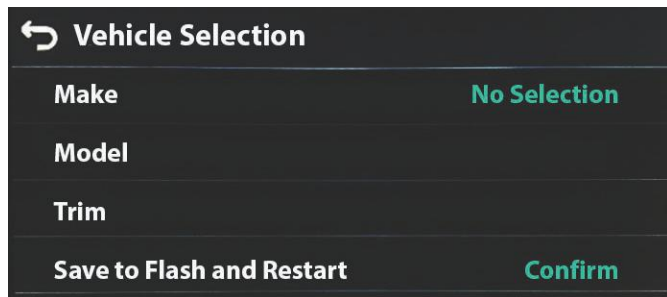 Vehicle Selection
Make No Selection
Model
Trim
Save to Flash and Restart Confirm